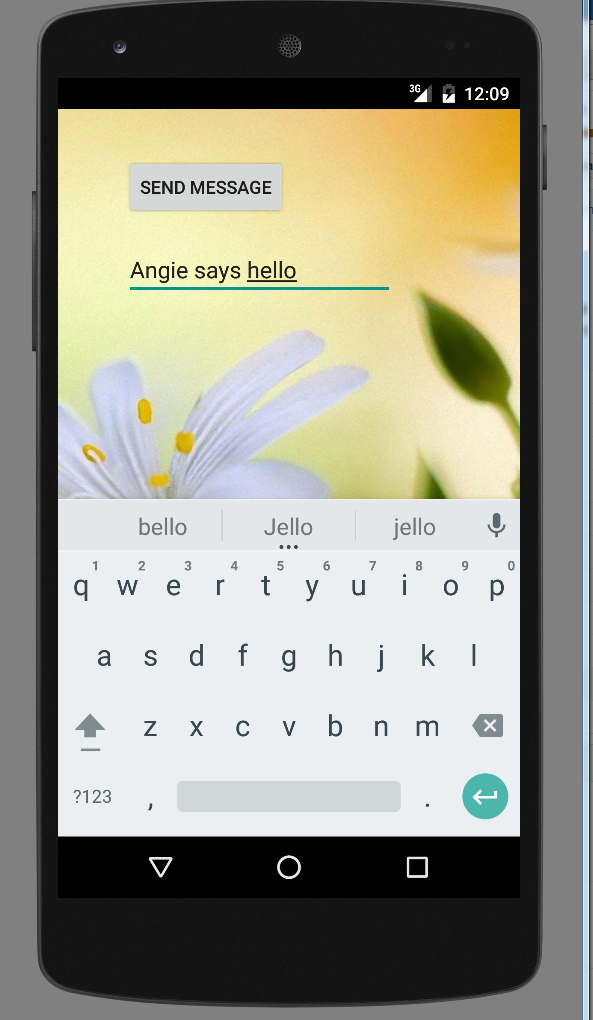 3G 12:09
SEND MESSAGE
Angie says hello
bello Jello jello
1 2 3 4 5 6 7 8 9 0
q w e r t y u i o p
a s d f g h j k l
z x c v b n m
?123 , .